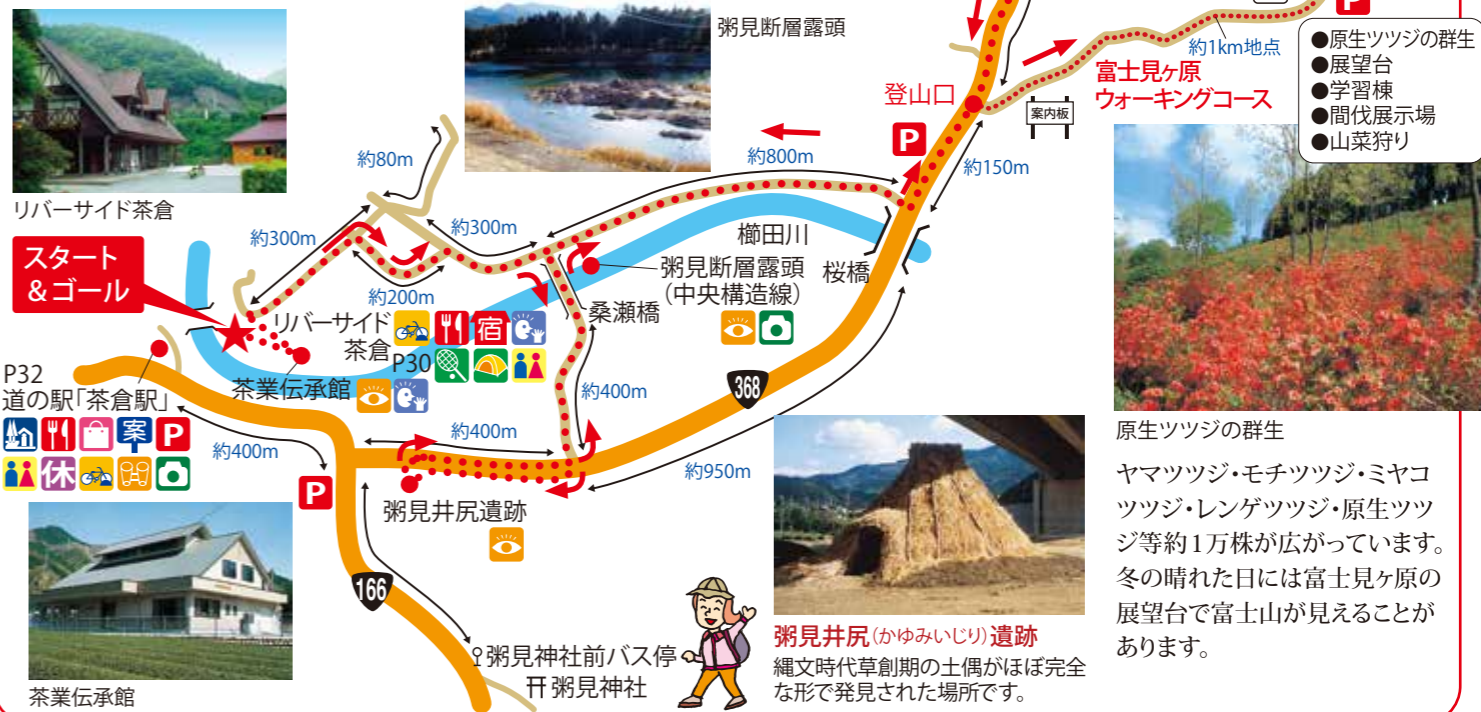 粥見断層露頭
P
約1km地点
●原生ツツジの群生
●展望台
●学習棟
●間伐展示場
●山菜狩り
富士見ヶ原
ウォーキングコース
登山口
案内板
P
約80m
約800m
約150m
リバーサイド茶倉
約300m
約300m
櫛田川
スタート
&ゴール
粥見断層露頭
(中央構造線)
桜橋
約200m
桑瀬橋
リバーサイド
茶倉
宿
P30
P32
道の駅「茶倉駅」
茶業伝承館
案 P
休
約400m
368
約400m
約400m
約950m
P
粥見井尻遺跡
原生ツツジの群生
ヤマツツジ・モチツツジ・ミヤコ
ツツジ・レンゲツツジ・原生ツツ
ジ等約1万株が広がっています。
冬の晴れた日には富士見ヶ原の
展望台で富士山が見えることが
あります。
166
粥見井尻(かゆみいじり)遺跡
縄文時代草創期の土偶がほぼ完全
な形で発見された場所です。
粥見神社前バス停
粥見神社
茶業伝承館